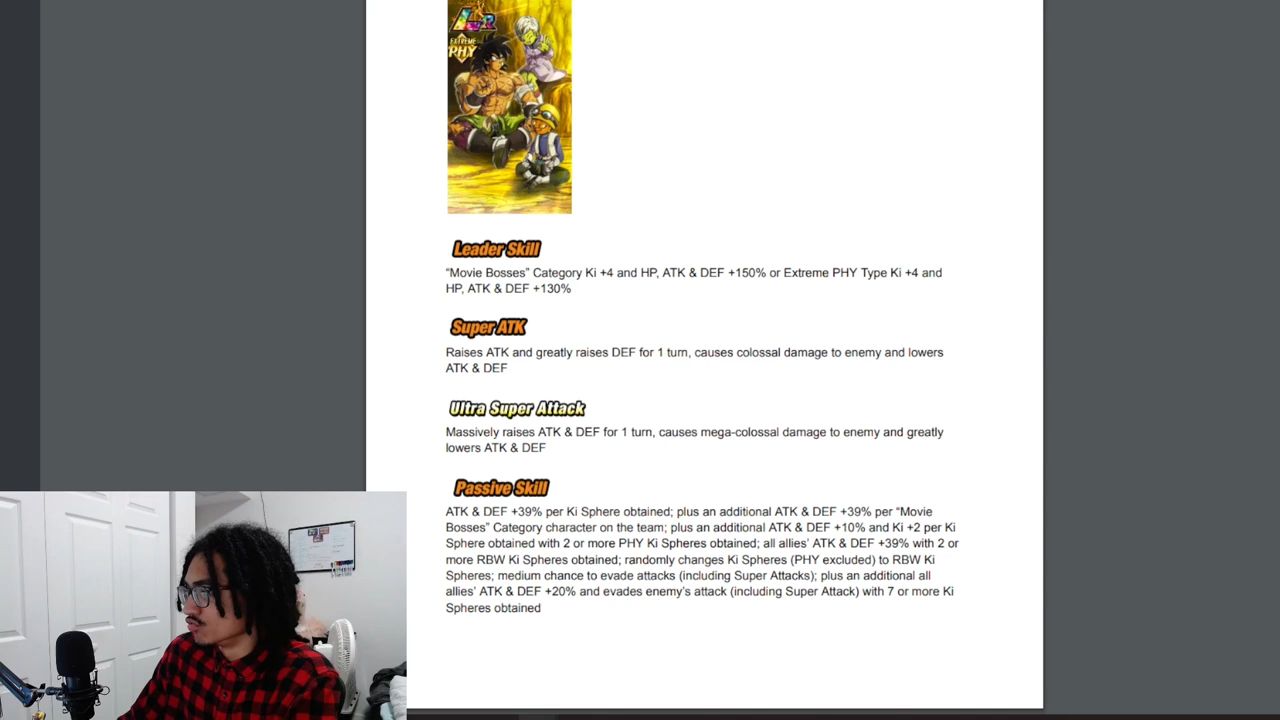 LR
EXTREME
PHY
Leader Skill
“Movie Bosses” Category Ki +4 and HP, ATK & DEF +150% or Extreme PHY Type Ki +4 and
HP, ATK & DEF +130%
Super ATK
Raises ATK and greatly raises DEF for 1 turn, causes colossal damage to enemy and lowers
ATK & DEF
Ultra Super Attack
Massively raises ATK & DEF for 1 turn, causes mega-colossal damage to enemy and greatly
lowers ATK & DEF
Passive Skill
ATK & DEF +39% per Ki Sphere obtained; plus an additional ATK & DEF +39% per “Movie
Bosses” Category character on the team; plus an additional ATK & DEF +10% and Ki +2 per Ki
Sphere obtained with 2 or more PHY Ki Spheres obtained; all allies’ ATK & DEF +39% with 2 or
more RBW Ki Spheres obtained; randomly changes Ki Spheres (PHY excluded) to RBW Ki
Spheres; medium chance to evade attacks (including Super Attacks); plus an additional all
allies’ ATK & DEF +20% and evades enemy’s attack (including Super Attack) with 7 or more Ki
Spheres obtained